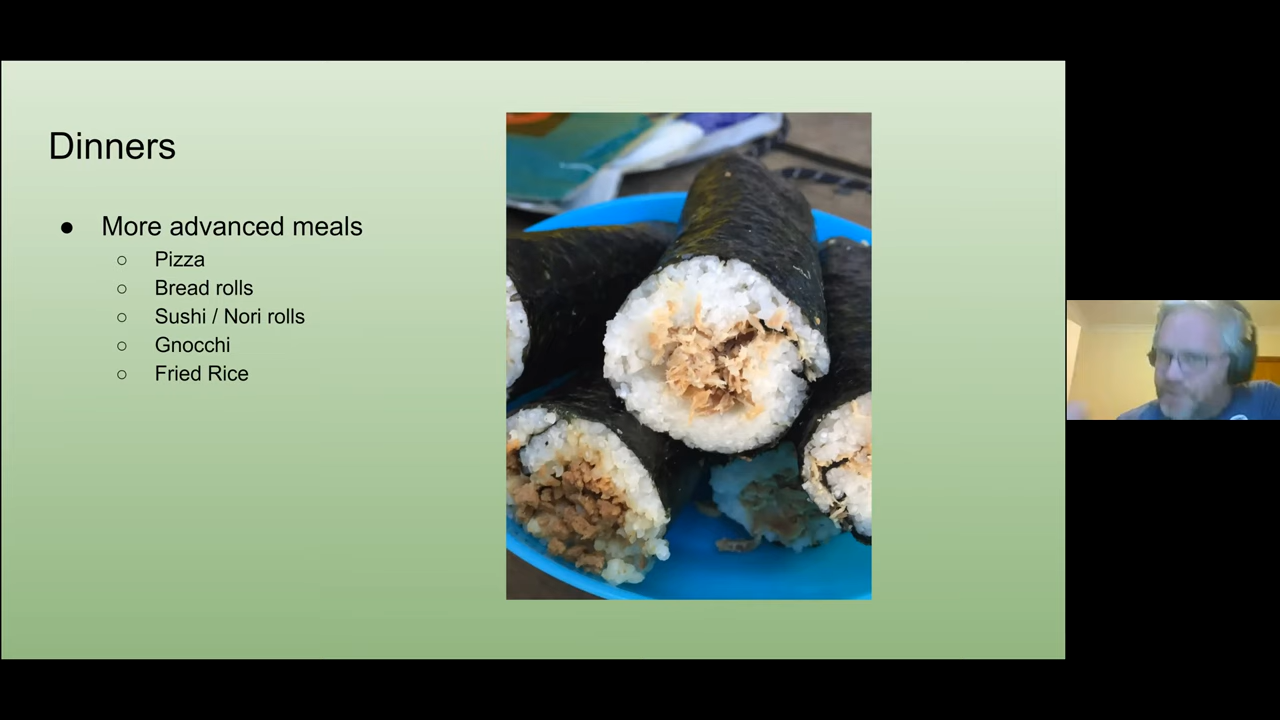 Dinners
● More advanced meals
○ Pizza
○ Bread rolls
○ Sushi / Nori rolls
○ Gnocchi
○ Fried Rice